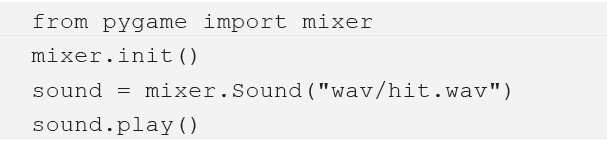 from pygame import mixer
mixer.init()
sound = mixer.Sound("wav/hit.wav")
sound.play()